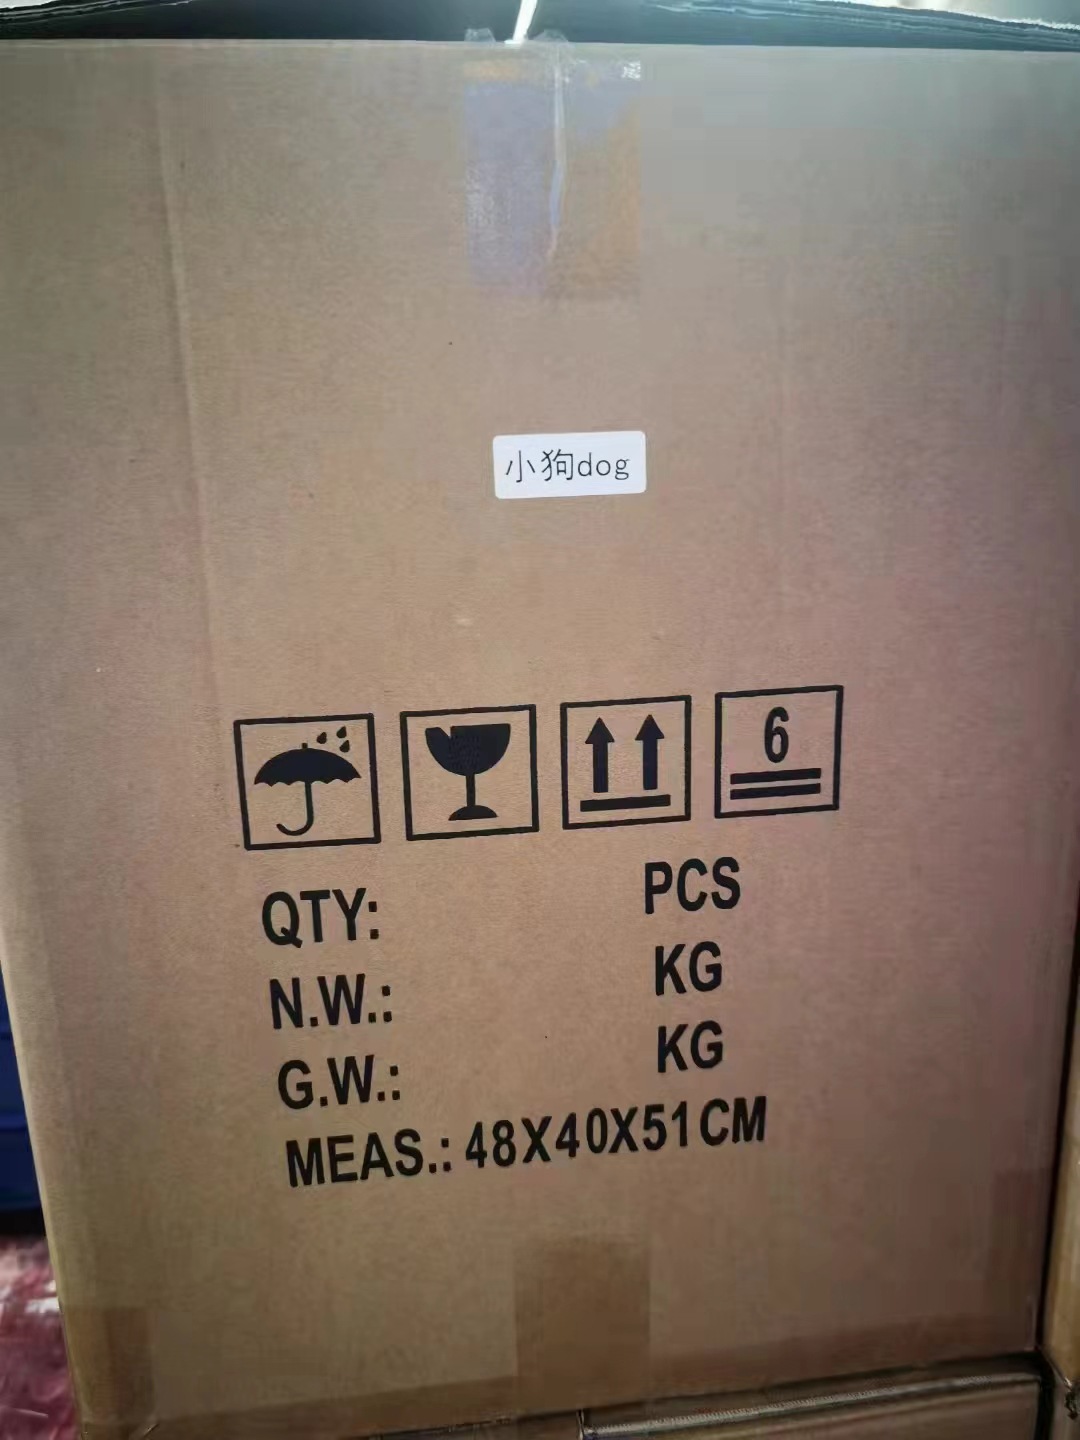 小狗dog
6
QTY: PCS
N.W.: KG
G.W.: KG
MEAS.: 48X40X51CM